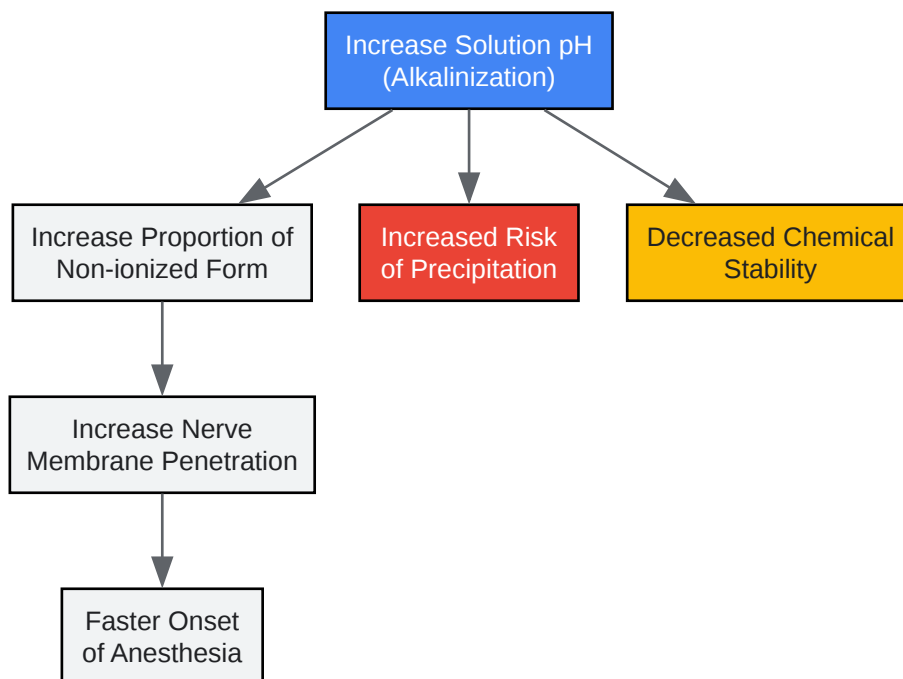 Increase Solution pH
(Alkalinization)
Increase Proportion of
Non-ionized Form
Increased Risk
of Precipitation
Decreased Chemical
Stability
Increase Nerve
Membrane Penetration
Faster Onset
of Anesthesia